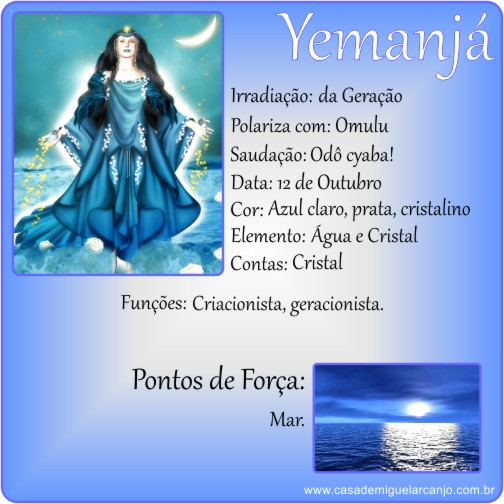 Yemanjá
Irradiação: da Geração
Polariza com: Omulu
Saudação: Odô cyaba!
Data: 12 de Outubro
Cor: Azul claro, prata, cristalino
Elemento: Água e Cristal
Contas: Cristal
Funções: Criacionista, geracionista.
Pontos de Força:
Mar.
www.casademiguelarcanjo.com.br